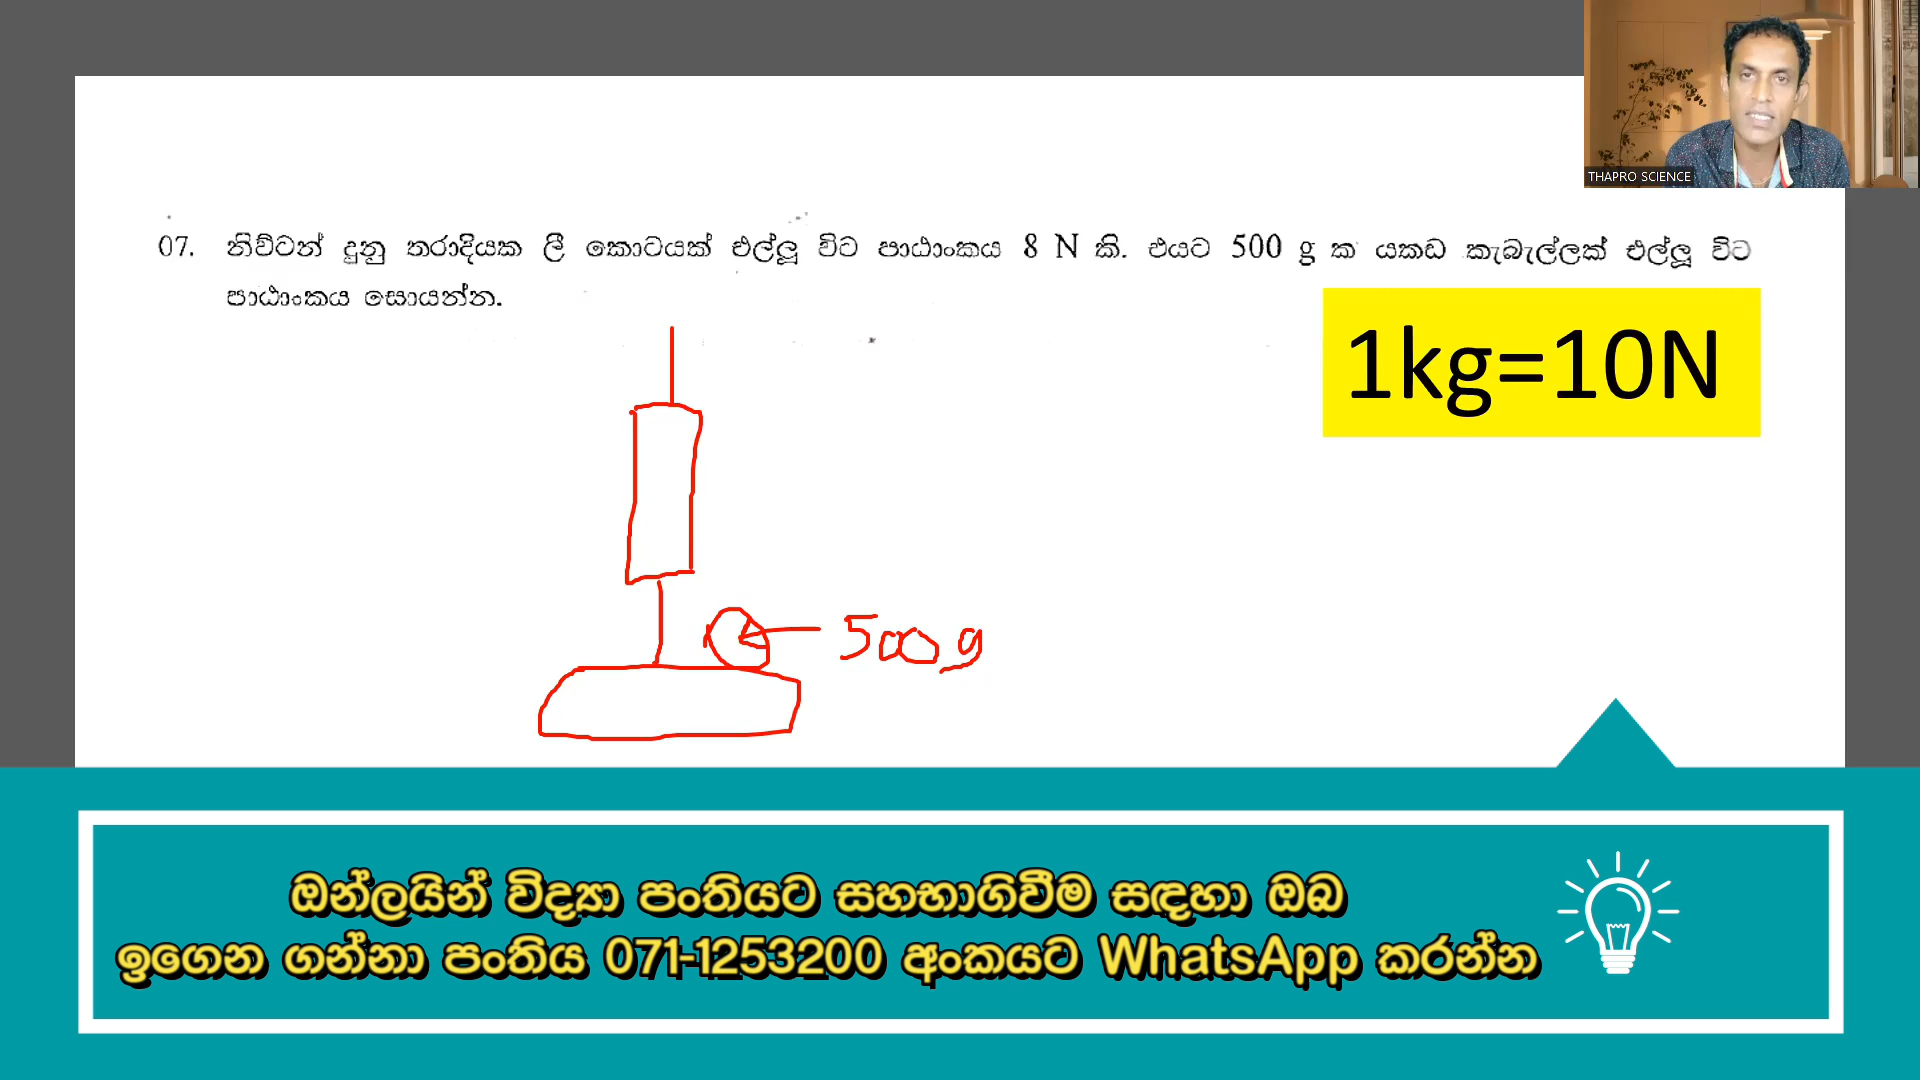 THAPRO SCIENCE
07. නිව්ටන් දුනු තරාදියක ලී කොටයක් එල්ලූ විට පාඨාංකය 8 N කි. එයට 500 g ක යකඩ කැබැල්ලක් එල්ලූ විට
පාඨාංකය සොයන්න.
1kg=10N
500 g
ඔන්ලයින් විද්‍යා පංතියට සහභාගිවීම සඳහා ඔබ
ඉගෙන ගන්නා පංතිය 071-1253200 අංකයට WhatsApp කරන්න